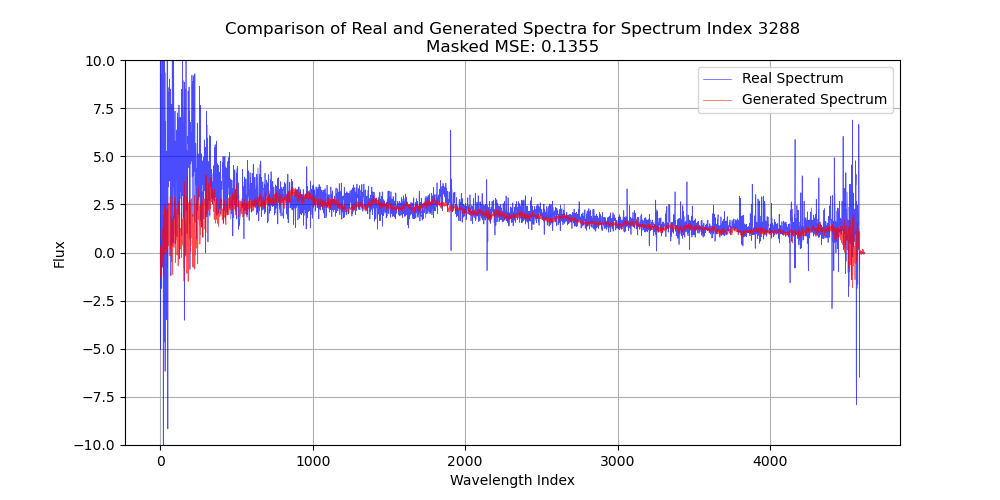 Comparison of Real and Generated Spectra for Spectrum Index 3288
Masked MSE: 0.1355
Real Spectrum
Generated Spectrum
10.0
7.5
5.0
2.5
0.0
−2.5
−5.0
−7.5
−10.0
Flux
0 1000 2000 3000 4000
Wavelength Index